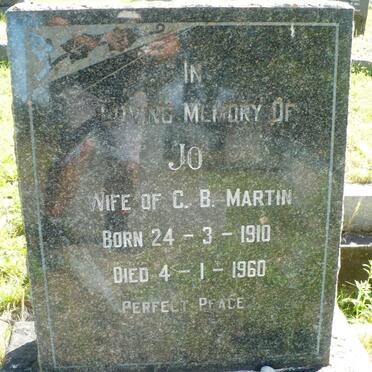 IN
LOVING MEMORY OF
JO
WIFE OF C. B. MARTIN
BORN 24 - 3 - 1910
DIED 4 - 1 - 1960
PERFECT PEACE